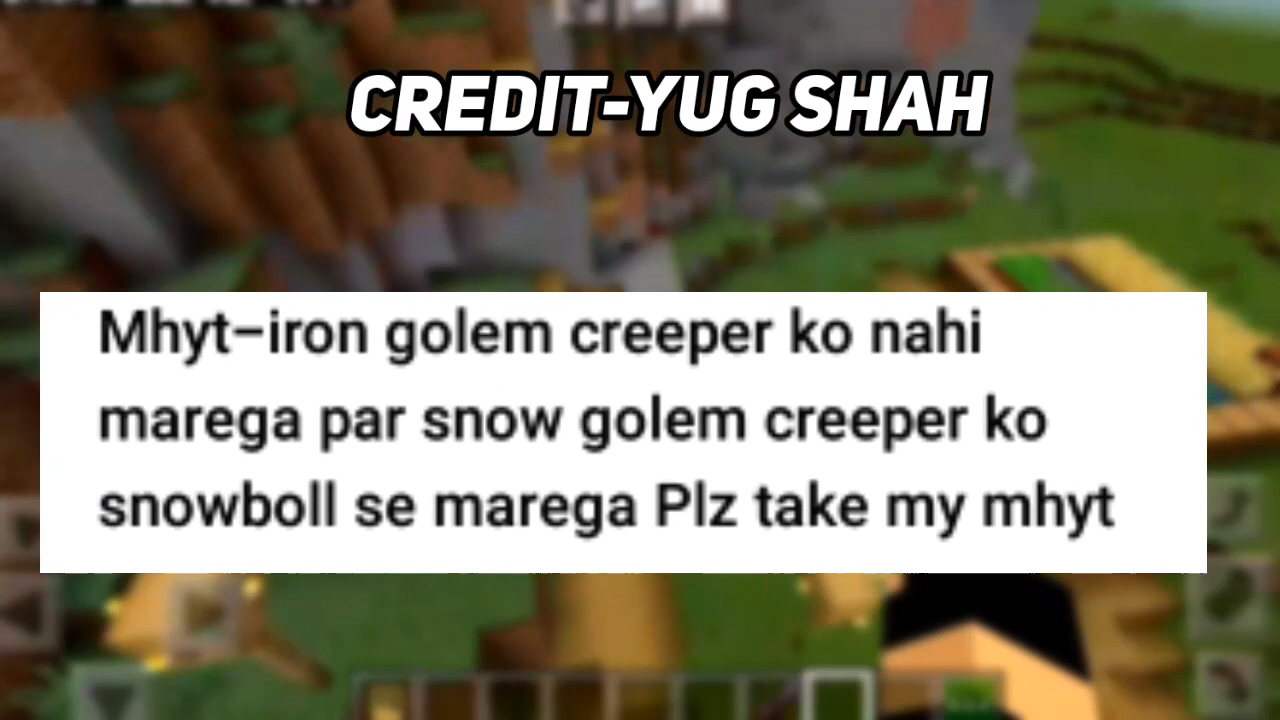 CREDIT-YUG SHAH
Mhyt–iron golem creeper ko nahi
marega par snow golem creeper ko
snowboll se marega Plz take my mhyt